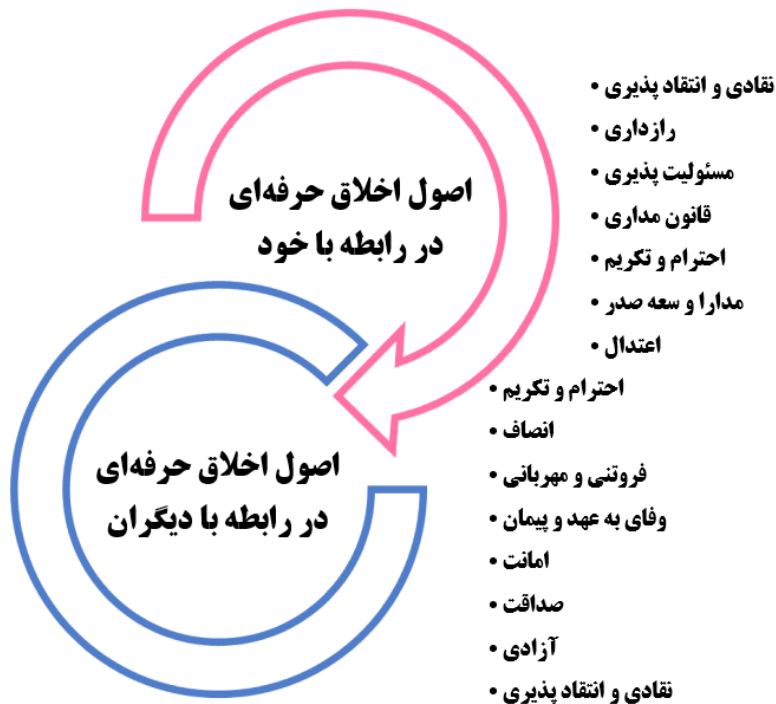 اصول اخلاق حرفه‌ای
در رابطه با خود
• نقادی و انتقاد پذیری
• رازداری
• مسئولیت پذیری
• قانون مداری
• احترام و تکریم
• مدارا و سعه صدر
• اعتدال
اصول اخلاق حرفه‌ای
در رابطه با دیگران
• احترام و تکریم
• انصاف
• فروتنی و مهربانی
• وفای به عهد و پیمان
• امانت
• صداقت
• آزادی
• نقادی و انتقاد پذیری